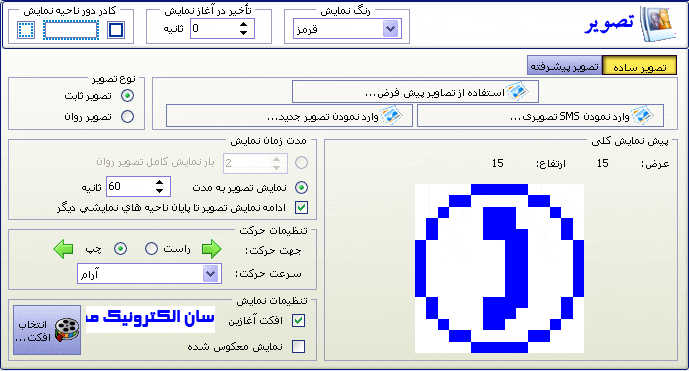 تصویر
رنگ نمایش
قرمز
تأخیر در آغاز نمایش
0 ثانیه
کادر دور ناحیه نمایش
تصویر ساده
تصویر پیشرفته
استفاده از تصاویر پیش فرض...
وارد نمودن SMS تصویری...
وارد نمودن تصویر جدید...
نوع تصویر
تصویر ثابت
تصویر روان
پیش نمایش کلی
عرض: 15 ارتفاع: 15
مدت زمان نمایش
2 بار نمایش کامل تصویر روان
نمایش تصویر به مدت 60 ثانیه
ادامه نمایش تصویر تا پایان ناحیه هاي نمایشي دیگر
تنظیمات حرکت
جهت حرکت: راست چپ
سرعت حرکت: آرام
تنظیمات نمایش
افکت آغازین
سان الکترونیک مه
انتخاب
افکت...
نمایش معکوس شده